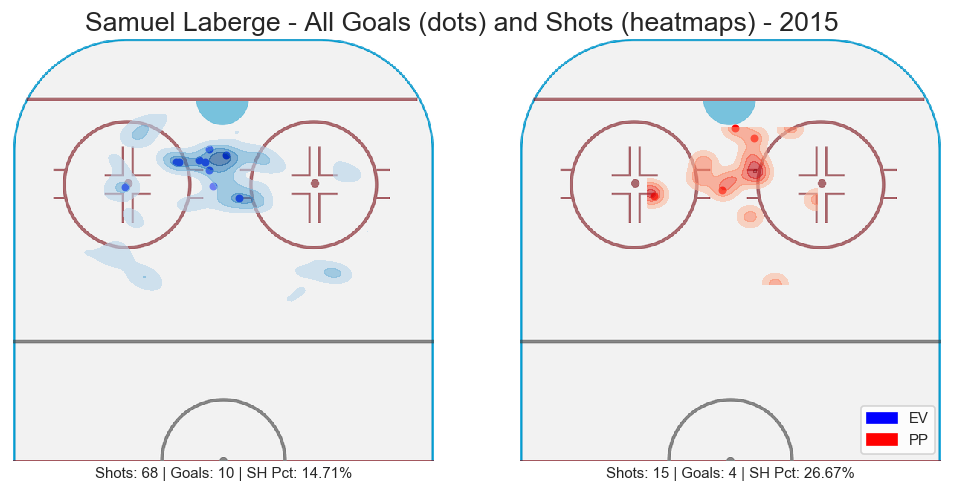 Samuel Laberge - All Goals (dots) and Shots (heatmaps) - 2015
EV
PP
Shots: 68 | Goals: 10 | SH Pct: 14.71%
Shots: 15 | Goals: 4 | SH Pct: 26.67%